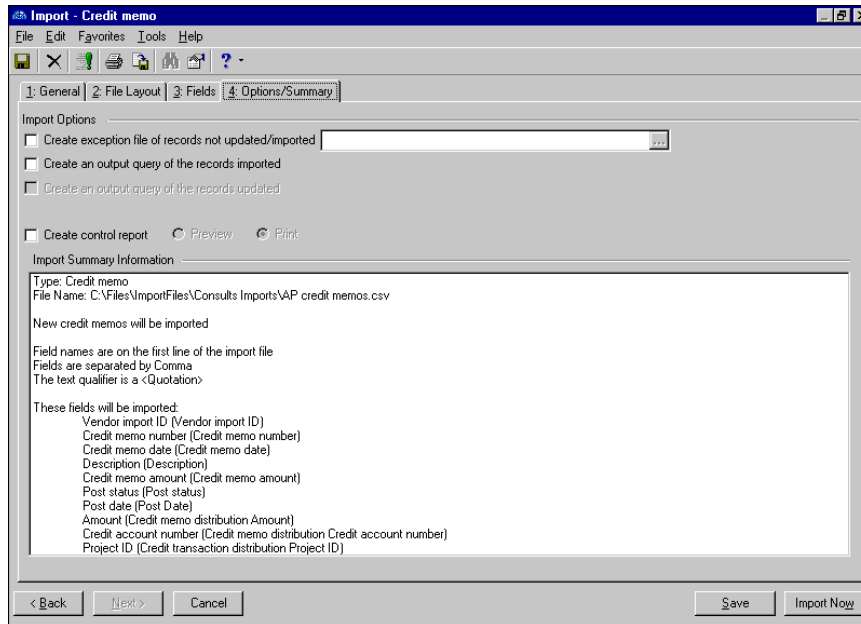 Import - Credit memo
File Edit Favorites Tools Help
1: General 2: File Layout 3: Fields 4: Options/Summary
Import Options
Create exception file of records not updated/imported ...
Create an output query of the records imported
Create an output query of the records updated
Create control report Preview Print
Import Summary Information
Type: Credit memo
File Name: C:\Files\ImportFiles\Consults Imports\AP credit memos.csv
New credit memos will be imported
Field names are on the first line of the import file
Fields are separated by Comma
The text qualifier is a <Quotation>
These fields will be imported:
Vendor import ID (Vendor import ID)
Credit memo number (Credit memo number)
Credit memo date (Credit memo date)
Description (Description)
Credit memo amount (Credit memo amount)
Post status (Post status)
Post date (Post Date)
Amount (Credit memo distribution Amount)
Credit account number (Credit memo distribution Credit account number)
Project ID (Credit transaction distribution Project ID)
< Back Next > Cancel Save Import Now